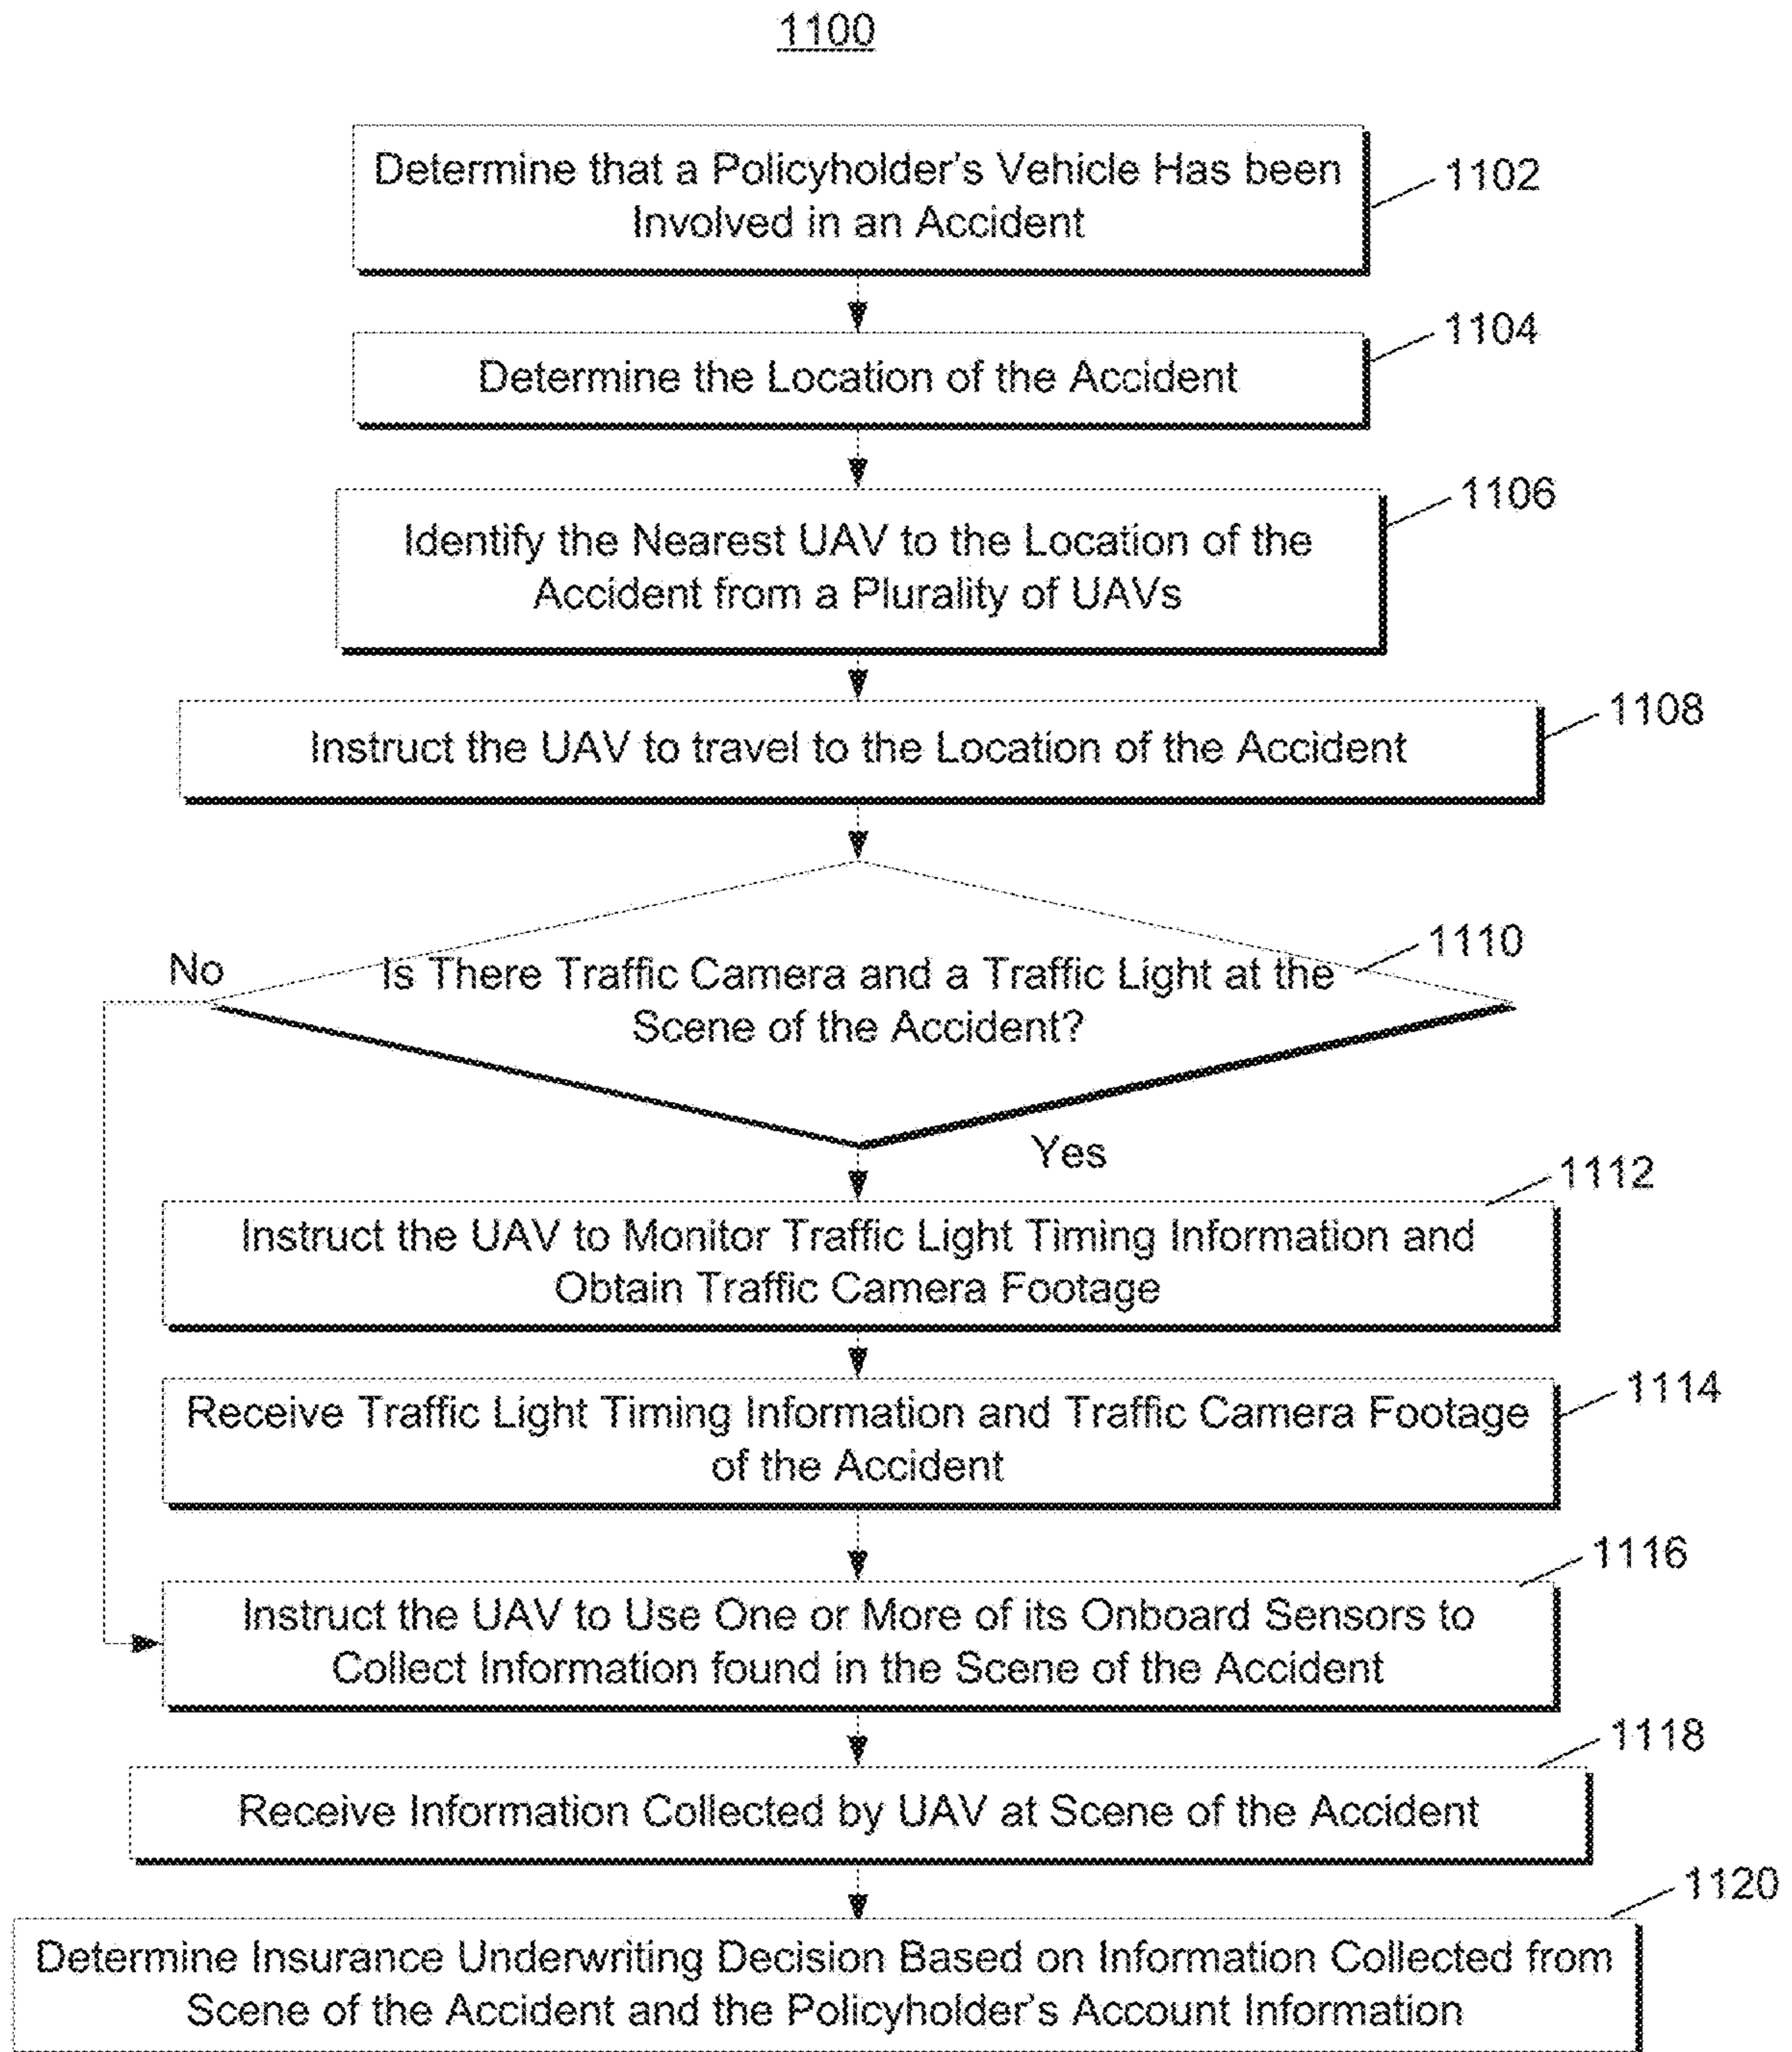 1100
Determine that a Policyholder's Vehicle Has been
Involved in an Accident
1102
Determine the Location of the Accident
1104
Identify the Nearest UAV to the Location of the
Accident from a Plurality of UAVs
1106
Instruct the UAV to travel to the Location of the Accident
1108
No
Is There Traffic Camera and a Traffic Light at the
Scene of the Accident?
1110
Yes
Instruct the UAV to Monitor Traffic Light Timing Information and
Obtain Traffic Camera Footage
1112
Receive Traffic Light Timing Information and Traffic Camera Footage
of the Accident
1114
Instruct the UAV to Use One or More of its Onboard Sensors to
Collect Information found in the Scene of the Accident
1116
Receive Information Collected by UAV at Scene of the Accident
1118
Determine Insurance Underwriting Decision Based on Information Collected from
Scene of the Accident and the Policyholder's Account Information
1120